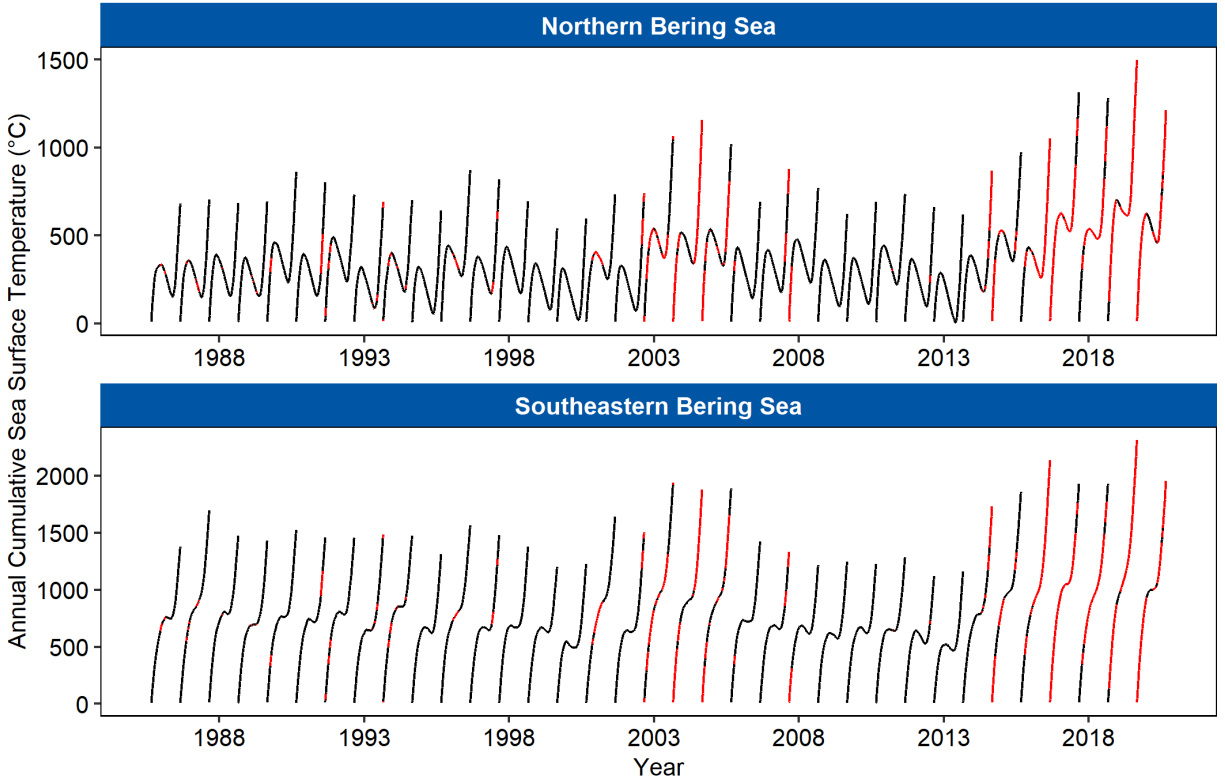 Northern Bering Sea
1500
1000
500
0
1988 1993 1998 2003 2008 2013 2018
Southeastern Bering Sea
2000
1500
1000
500
0
1988 1993 1998 2003 2008 2013 2018
Year
Annual Cumulative Sea Surface Temperature (°C)